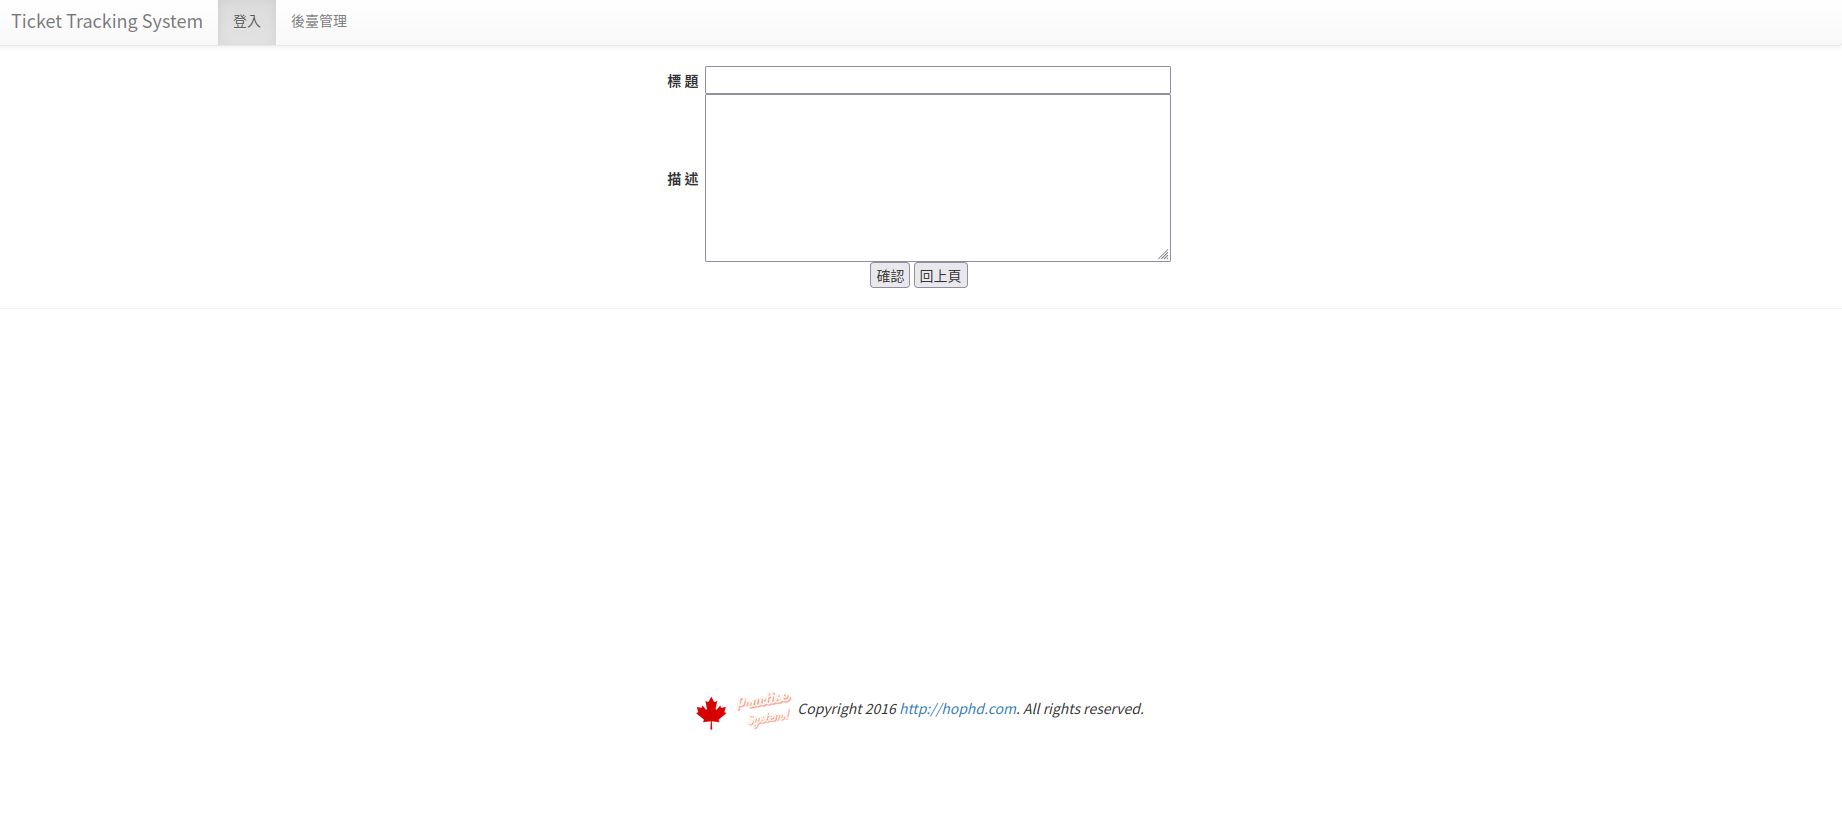 Ticket Tracking System 登入 後臺管理
標 題
描 述
確認 回上頁
Practise
System!
Copyright 2016 http://hophd.com. All rights reserved.